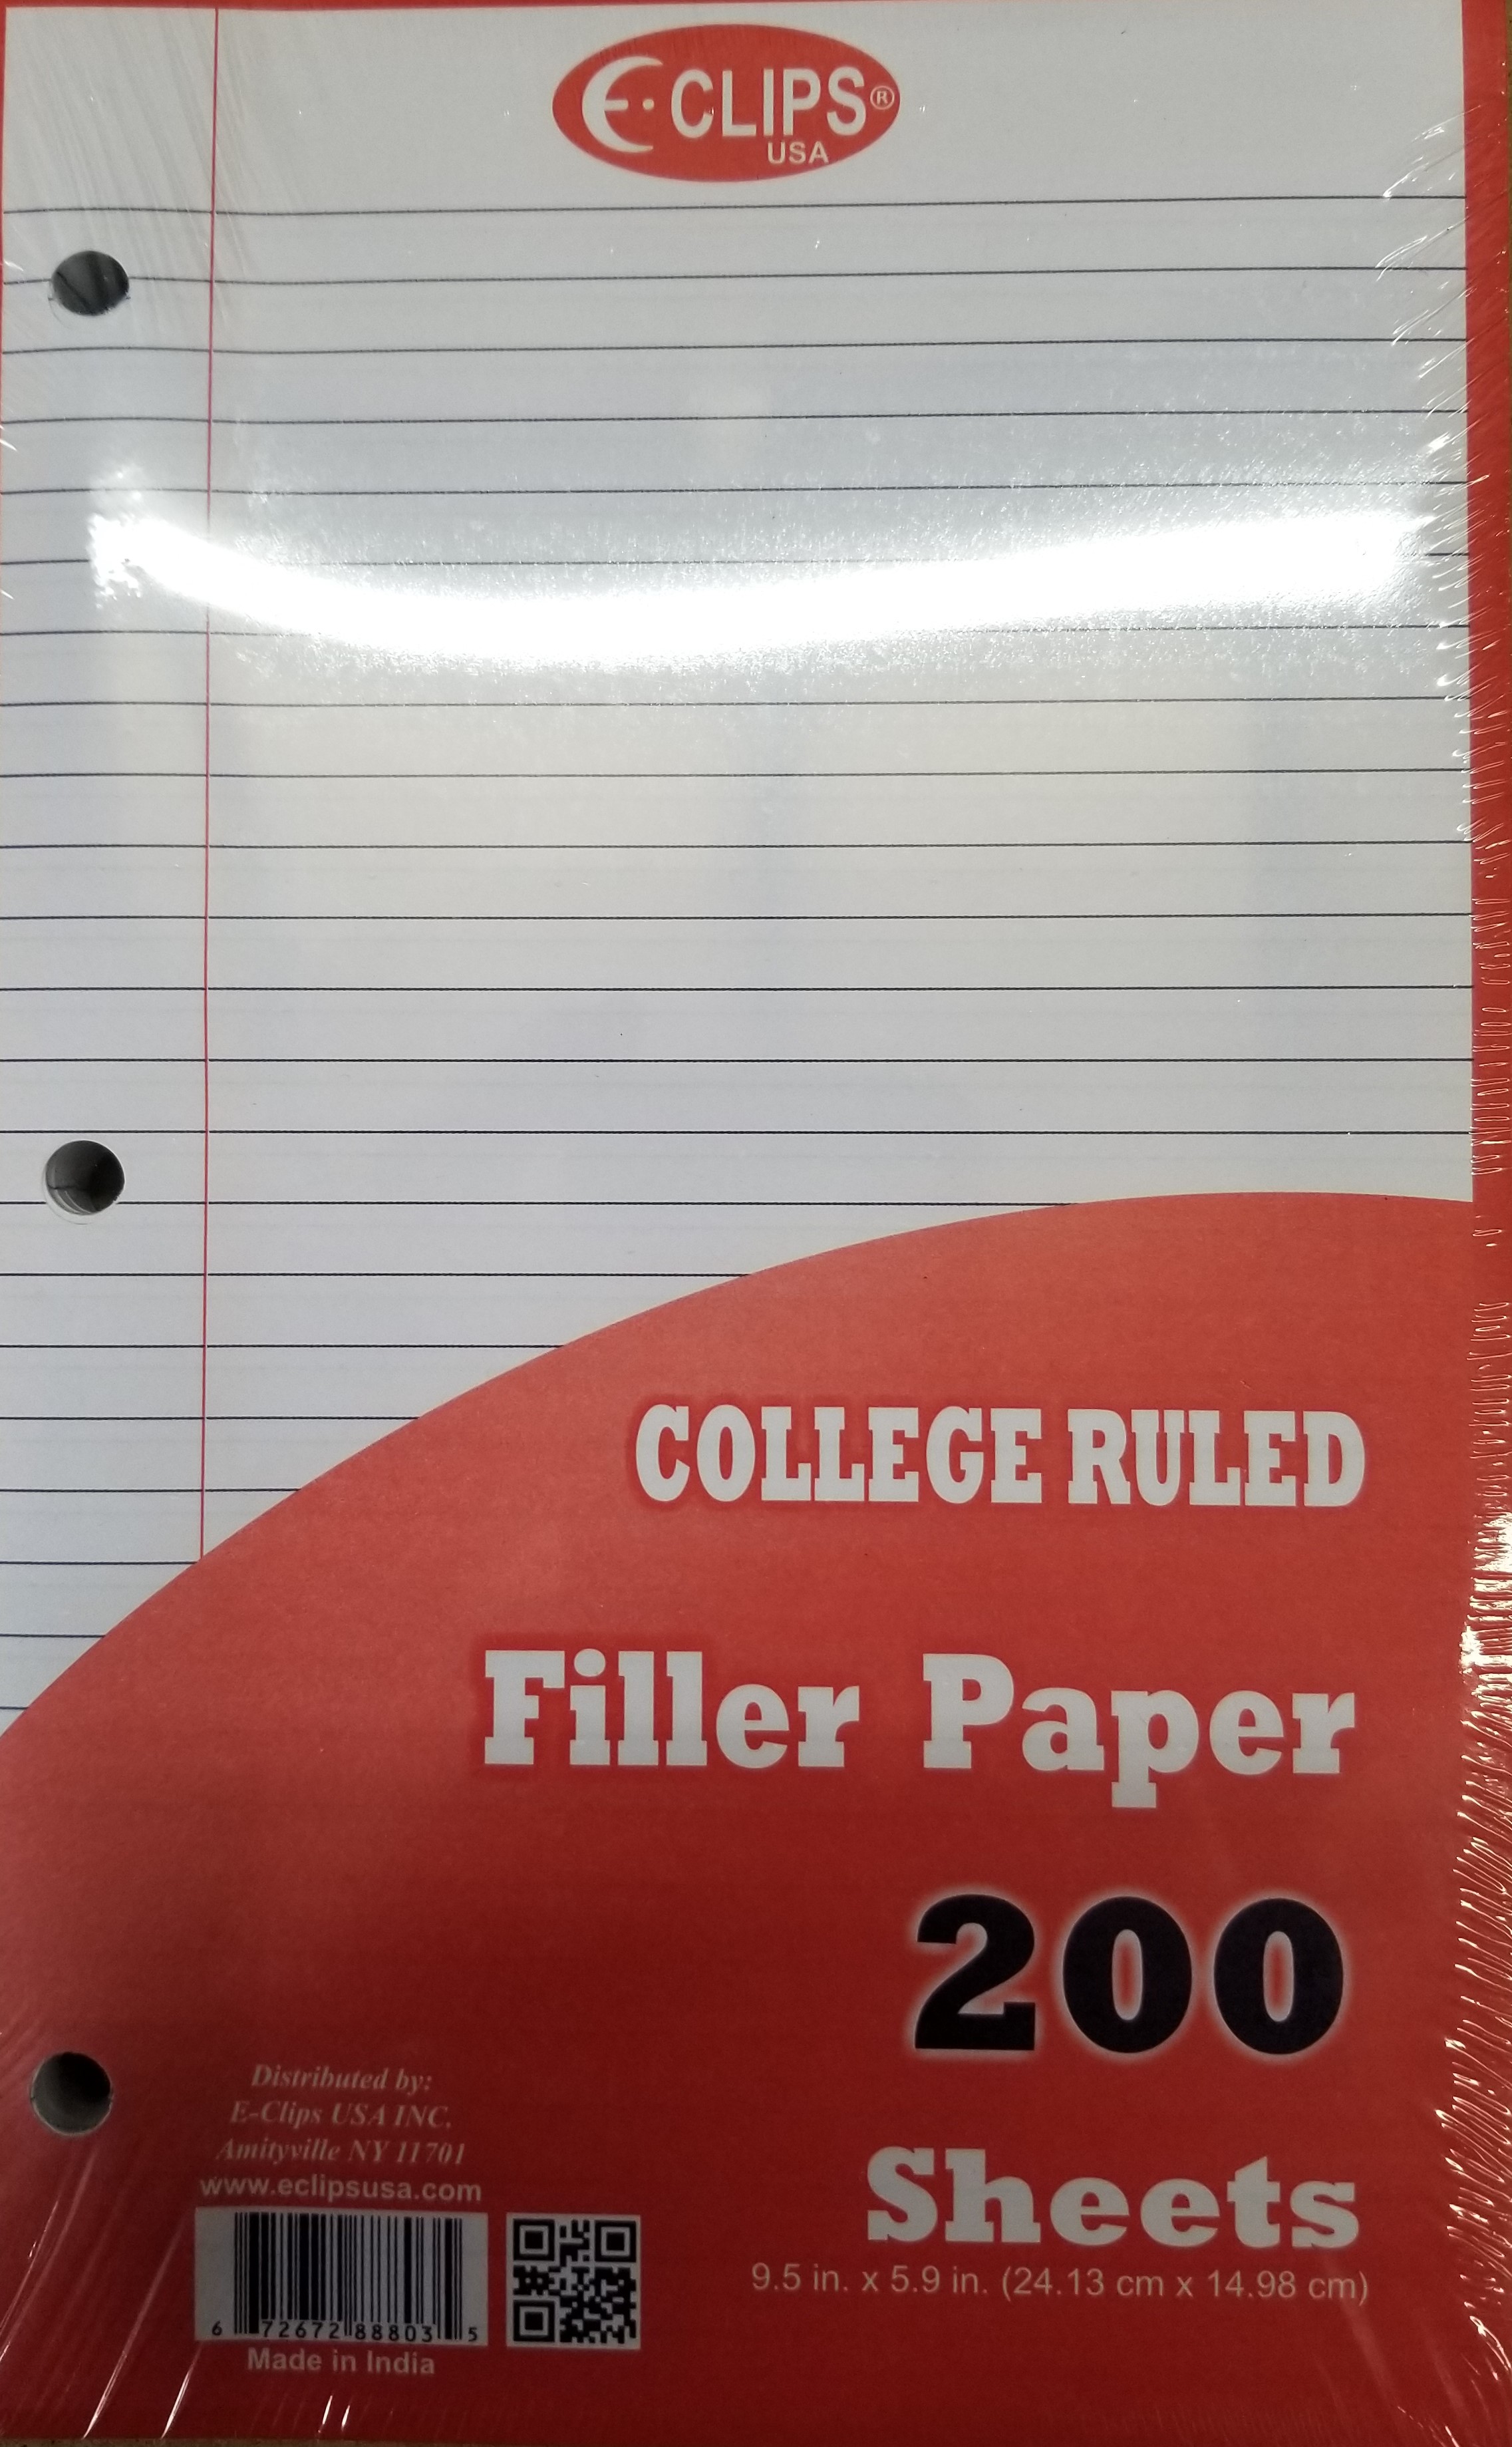 E-CLIPS®
USA
COLLEGE RULED
Filler Paper
200
Sheets
9.5 in. x 5.9 in. (24.13 cm x 14.98 cm)
Distributed by:
E-Clips USA INC,
Amityville NY 11701
www.eclipsusa.com
6 72672 88803 5
Made in India